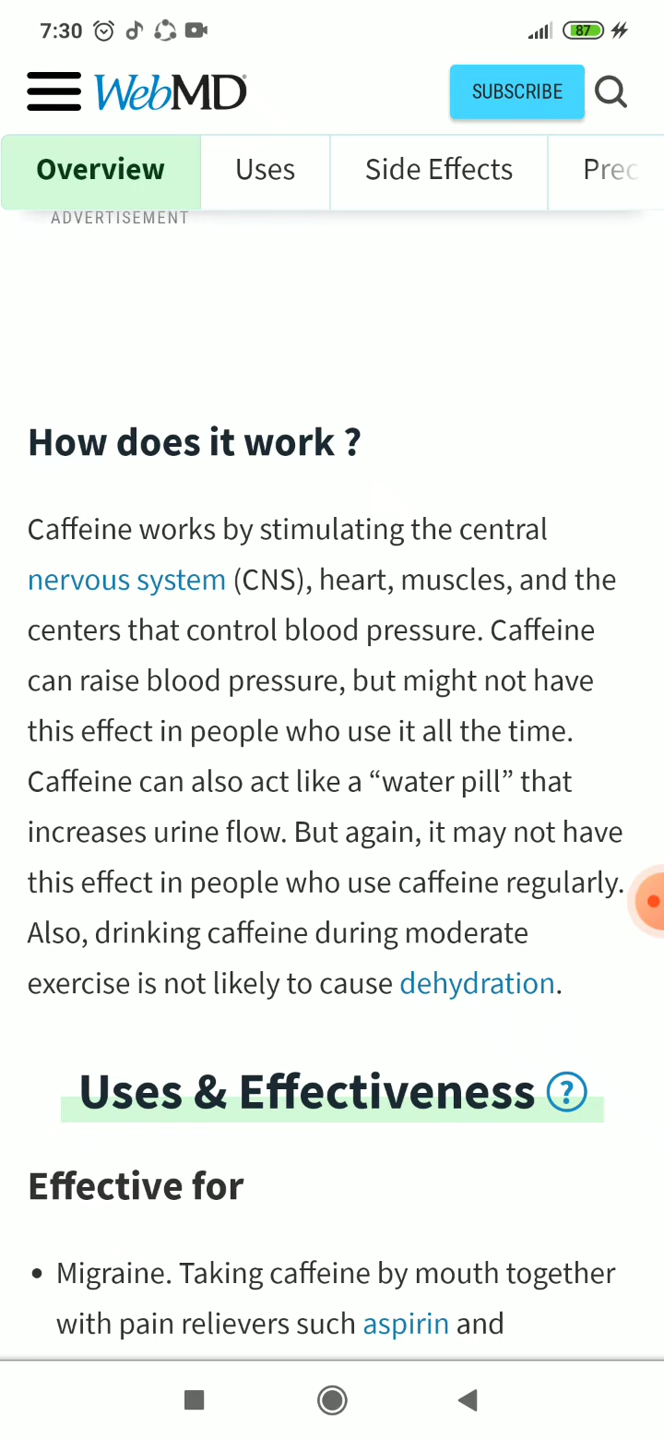 7:30
87
WebMD
SUBSCRIBE
Overview
Uses
Side Effects
Prec
ADVERTISEMENT
How does it work ?
Caffeine works by stimulating the central
nervous system (CNS), heart, muscles, and the
centers that control blood pressure. Caffeine
can raise blood pressure, but might not have
this effect in people who use it all the time.
Caffeine can also act like a “water pill” that
increases urine flow. But again, it may not have
this effect in people who use caffeine regularly.
Also, drinking caffeine during moderate
exercise is not likely to cause dehydration.
Uses & Effectiveness ?
Effective for
• Migraine. Taking caffeine by mouth together
with pain relievers such aspirin and